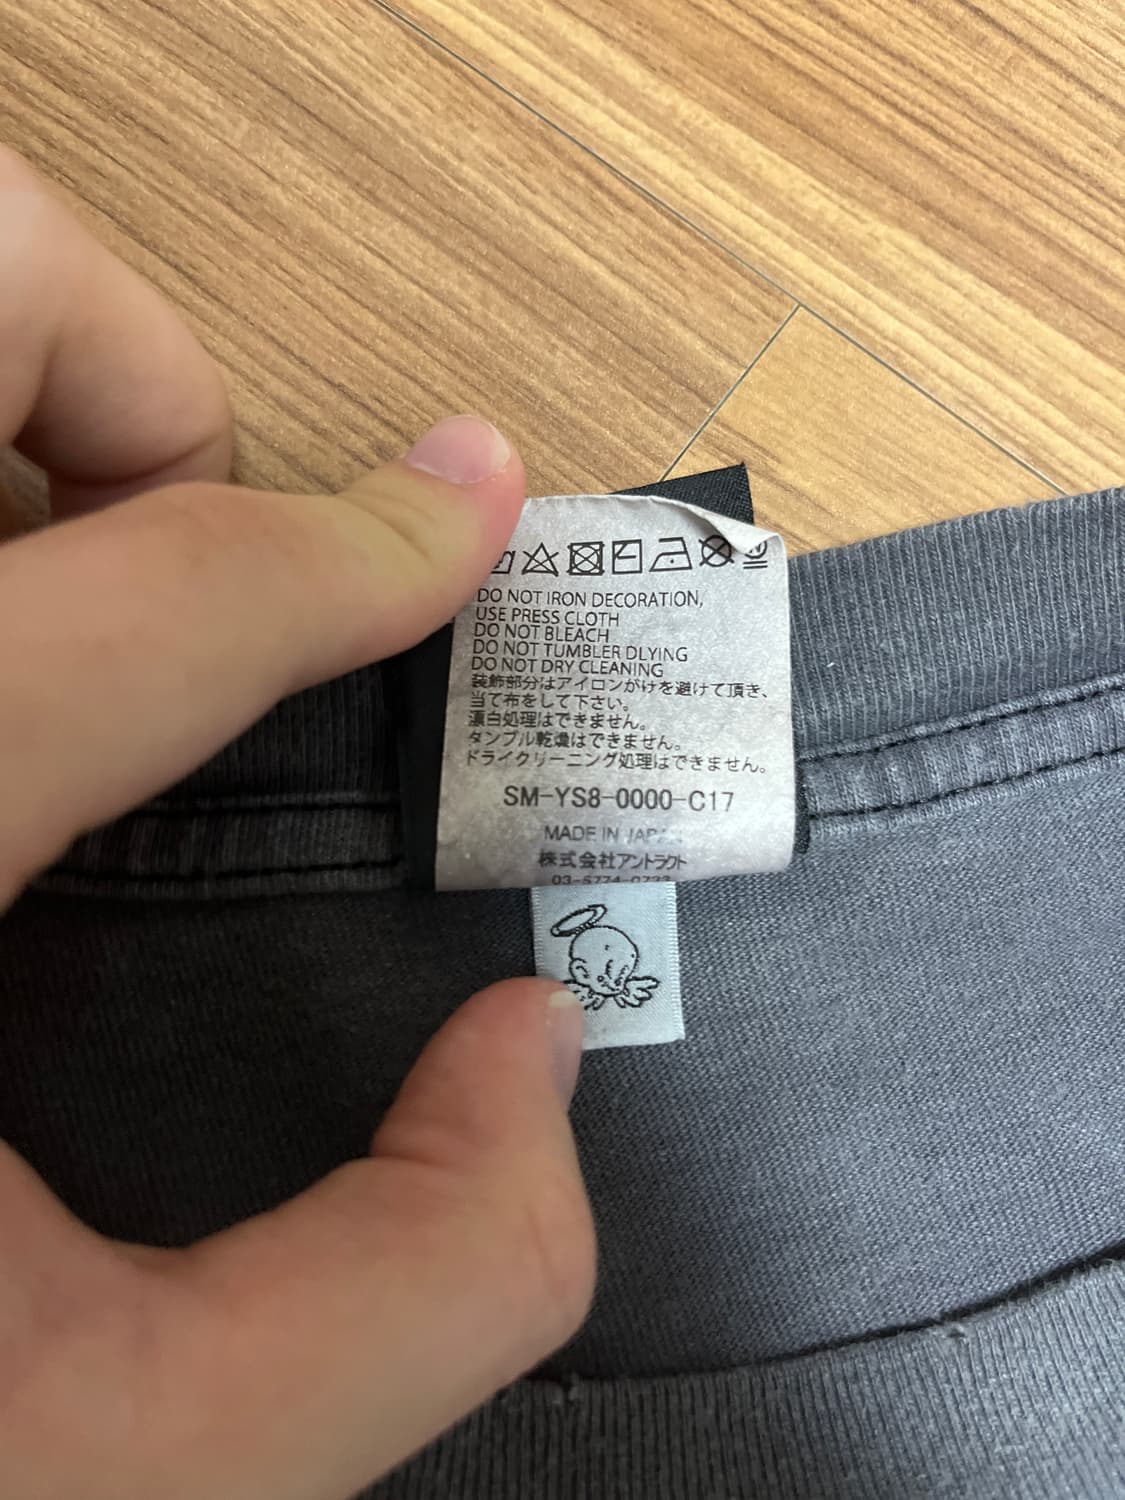 DO NOT IRON DECORATION,
USE PRESS CLOTH
DO NOT BLEACH
DO NOT TUMBLER DLYING
DO NOT DRY CLEANING
装飾部分はアイロンがけを避けて頂き、
当て布をして下さい。
漂白処理はできません。
タンブル乾燥はできません。
ドライクリーニング処理はできません。
SM-YS8-0000-C17
MADE IN JAPAN
株式会社アントラクト
03-5774-0733